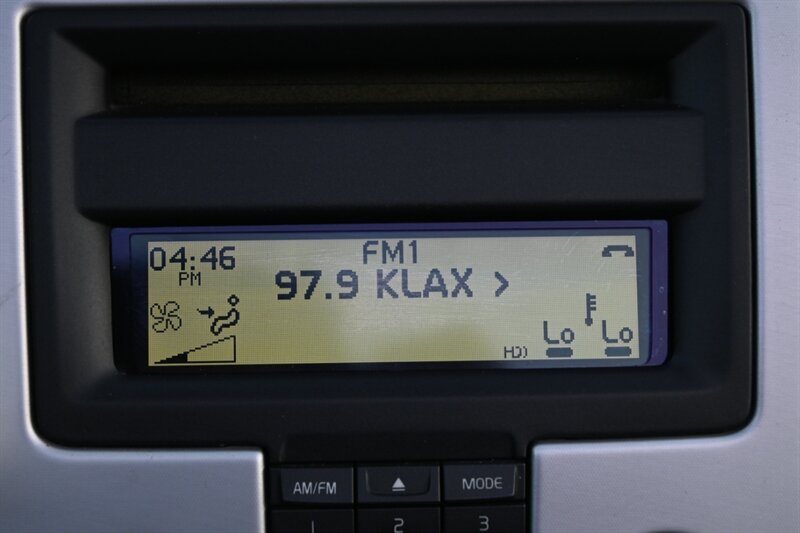 FM1
04:46
PM
97.9 KLAX >
Lo Lo
HD)
AM/FM MODE
1 2 3